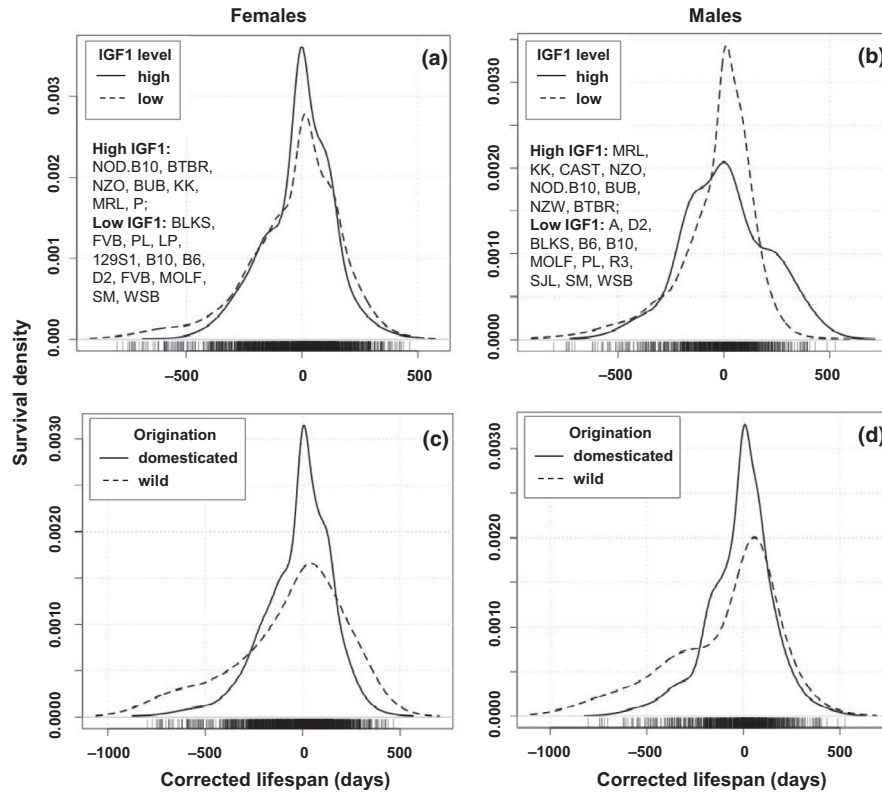 Females
Males
Survival density
IGF1 level
high
low
(a)
High IGF1:
NOD.B10, BTBR,
NZO, BUB, KK,
MRL, P;
Low IGF1: BLKS,
FVB, PL, LP,
129S1, B10, B6,
D2, FVB, MOLF,
SM, WSB
0.003
0.002
0.001
0.000
−500
0
500
IGF1 level
high
low
(b)
High IGF1: MRL,
KK, CAST, NZO,
NOD.B10, BUB,
NZW, BTBR;
Low IGF1: A, D2,
BLKS, B6, B10,
MOLF, PL, R3,
SJL, SM, WSB
0.0030
0.0020
0.0010
0.0000
−500
0
500
Origination
domesticated
wild
(c)
0.0030
0.0020
0.0010
0.0000
−1000
−500
0
500
Corrected lifespan (days)
Origination
domesticated
wild
(d)
0.0030
0.0020
0.0010
0.0000
−1000
−500
0
500
Corrected lifespan (days)